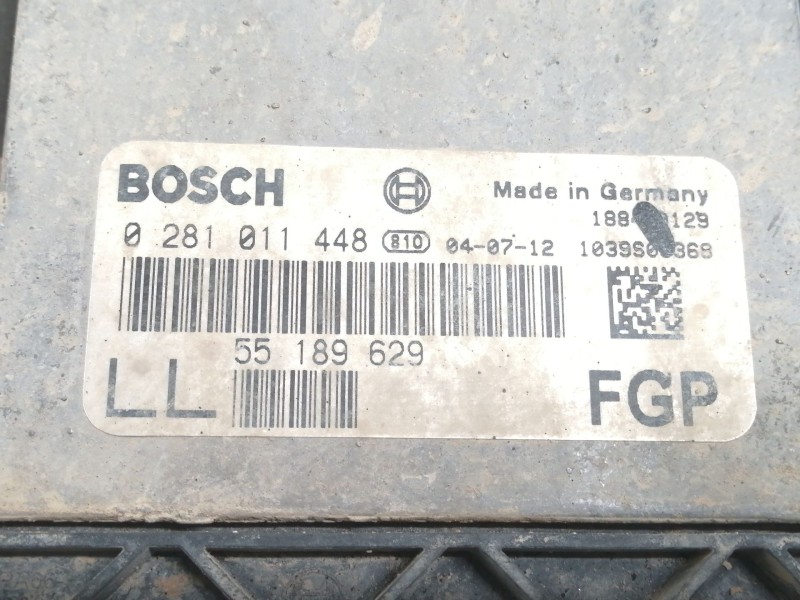 BOSCH
Made in Germany
0 281 011 448 810 04-07-12
55 189 629
LL
FGP